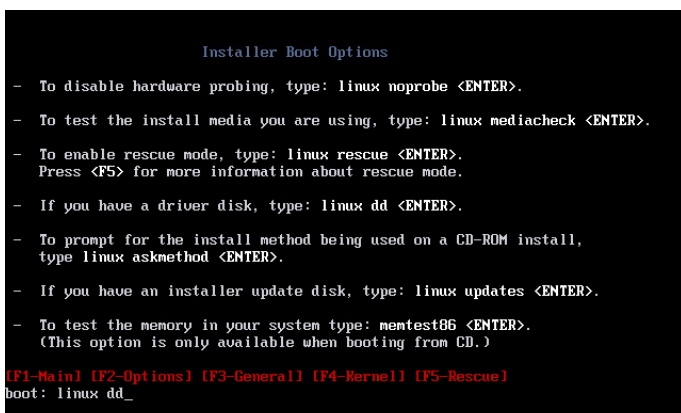 Installer Boot Options
- To disable hardware probing, type: linux noprobe <ENTER>.
- To test the install media you are using, type: linux mediacheck <ENTER>.
- To enable rescue mode, type: linux rescue <ENTER>.
Press <F5> for more information about rescue mode.
- If you have a driver disk, type: linux dd <ENTER>.
- To prompt for the install method being used on a CD-ROM install,
type linux askmethod <ENTER>.
- If you have an installer update disk, type: linux updates <ENTER>.
- To test the memory in your system type: memtest86 <ENTER>.
(This option is only available when booting from CD.)
[F1-Main] [F2-Options] [F3-General] [F4-Kernel] [F5-Rescue]
boot: linux dd_